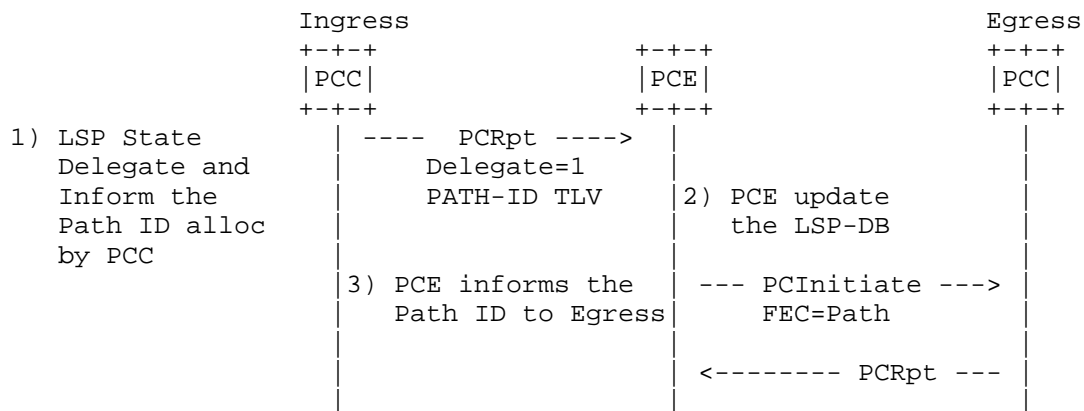 Ingress                                      Egress
                   +-+-+                 +-+-+                  +-+-+
                   |PCC|                 |PCE|                  |PCC|
                   +-+-+                 +-+-+                  +-+-+
1) LSP State         | ----  PCRpt ---->   |                      |
   Delegate and      |     Delegate=1      |                      |
   Inform the        |     PATH-ID TLV     |2) PCE update         |
   Path ID alloc     |                     |   the LSP-DB         |
   by PCC            |                     |                      |
                     |3) PCE informs the   | --- PCInitiate --->  |
                     |   Path ID to Egress |     FEC=Path         |
                     |                     |                      |
                     |                     | <-------- PCRpt ---  |
                     |                     |                      |